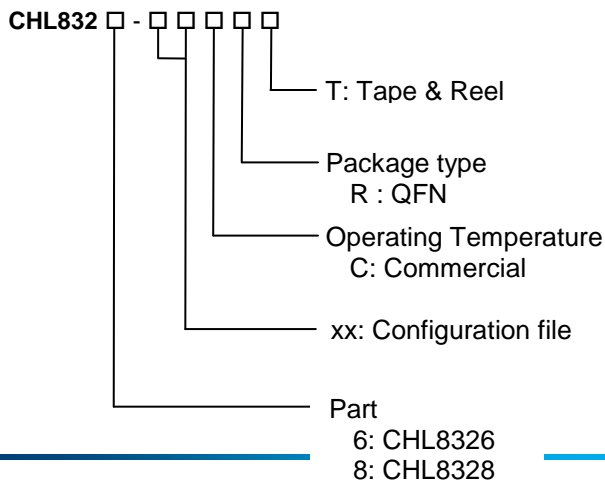 CHL832 □ - □ □ □ □ □
T: Tape & Reel
Package type
R : QFN
Operating Temperature
C: Commercial
xx: Configuration file
Part
6: CHL8326
8: CHL8328